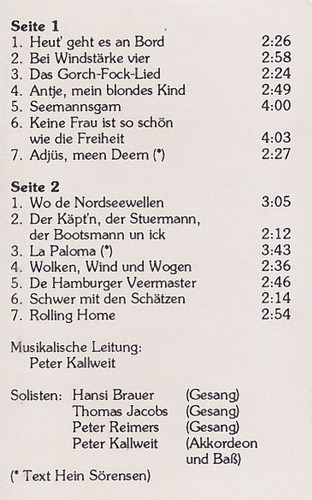 Seite 1
1. Heut' geht es an Bord 2:26
2. Bei Windstärke vier 2:58
3. Das Gorch-Fock-Lied 2:24
4. Antje, mein blondes Kind 2:49
5. Seemannsgarn 4:00
6. Keine Frau ist so schön
wie die Freiheit 4:03
7. Adjüs, meen Deern (*) 2:27
Seite 2
1. Wo de Nordseewellen 3:05
2. Der Käpt'n, der Stuermann,
der Bootsmann un ick 2:12
3. La Paloma (*) 3:43
4. Wolken, Wind und Wogen 2:36
5. De Hamburger Veermaster 2:46
6. Schwer mit den Schätzen 2:14
7. Rolling Home 2:54
Musikalische Leitung:
Peter Kallweit
Solisten: Hansi Brauer (Gesang)
Thomas Jacobs (Gesang)
Peter Reimers (Gesang)
Peter Kallweit (Akkordeon
und Baß)
(* Text Hein Sörensen)